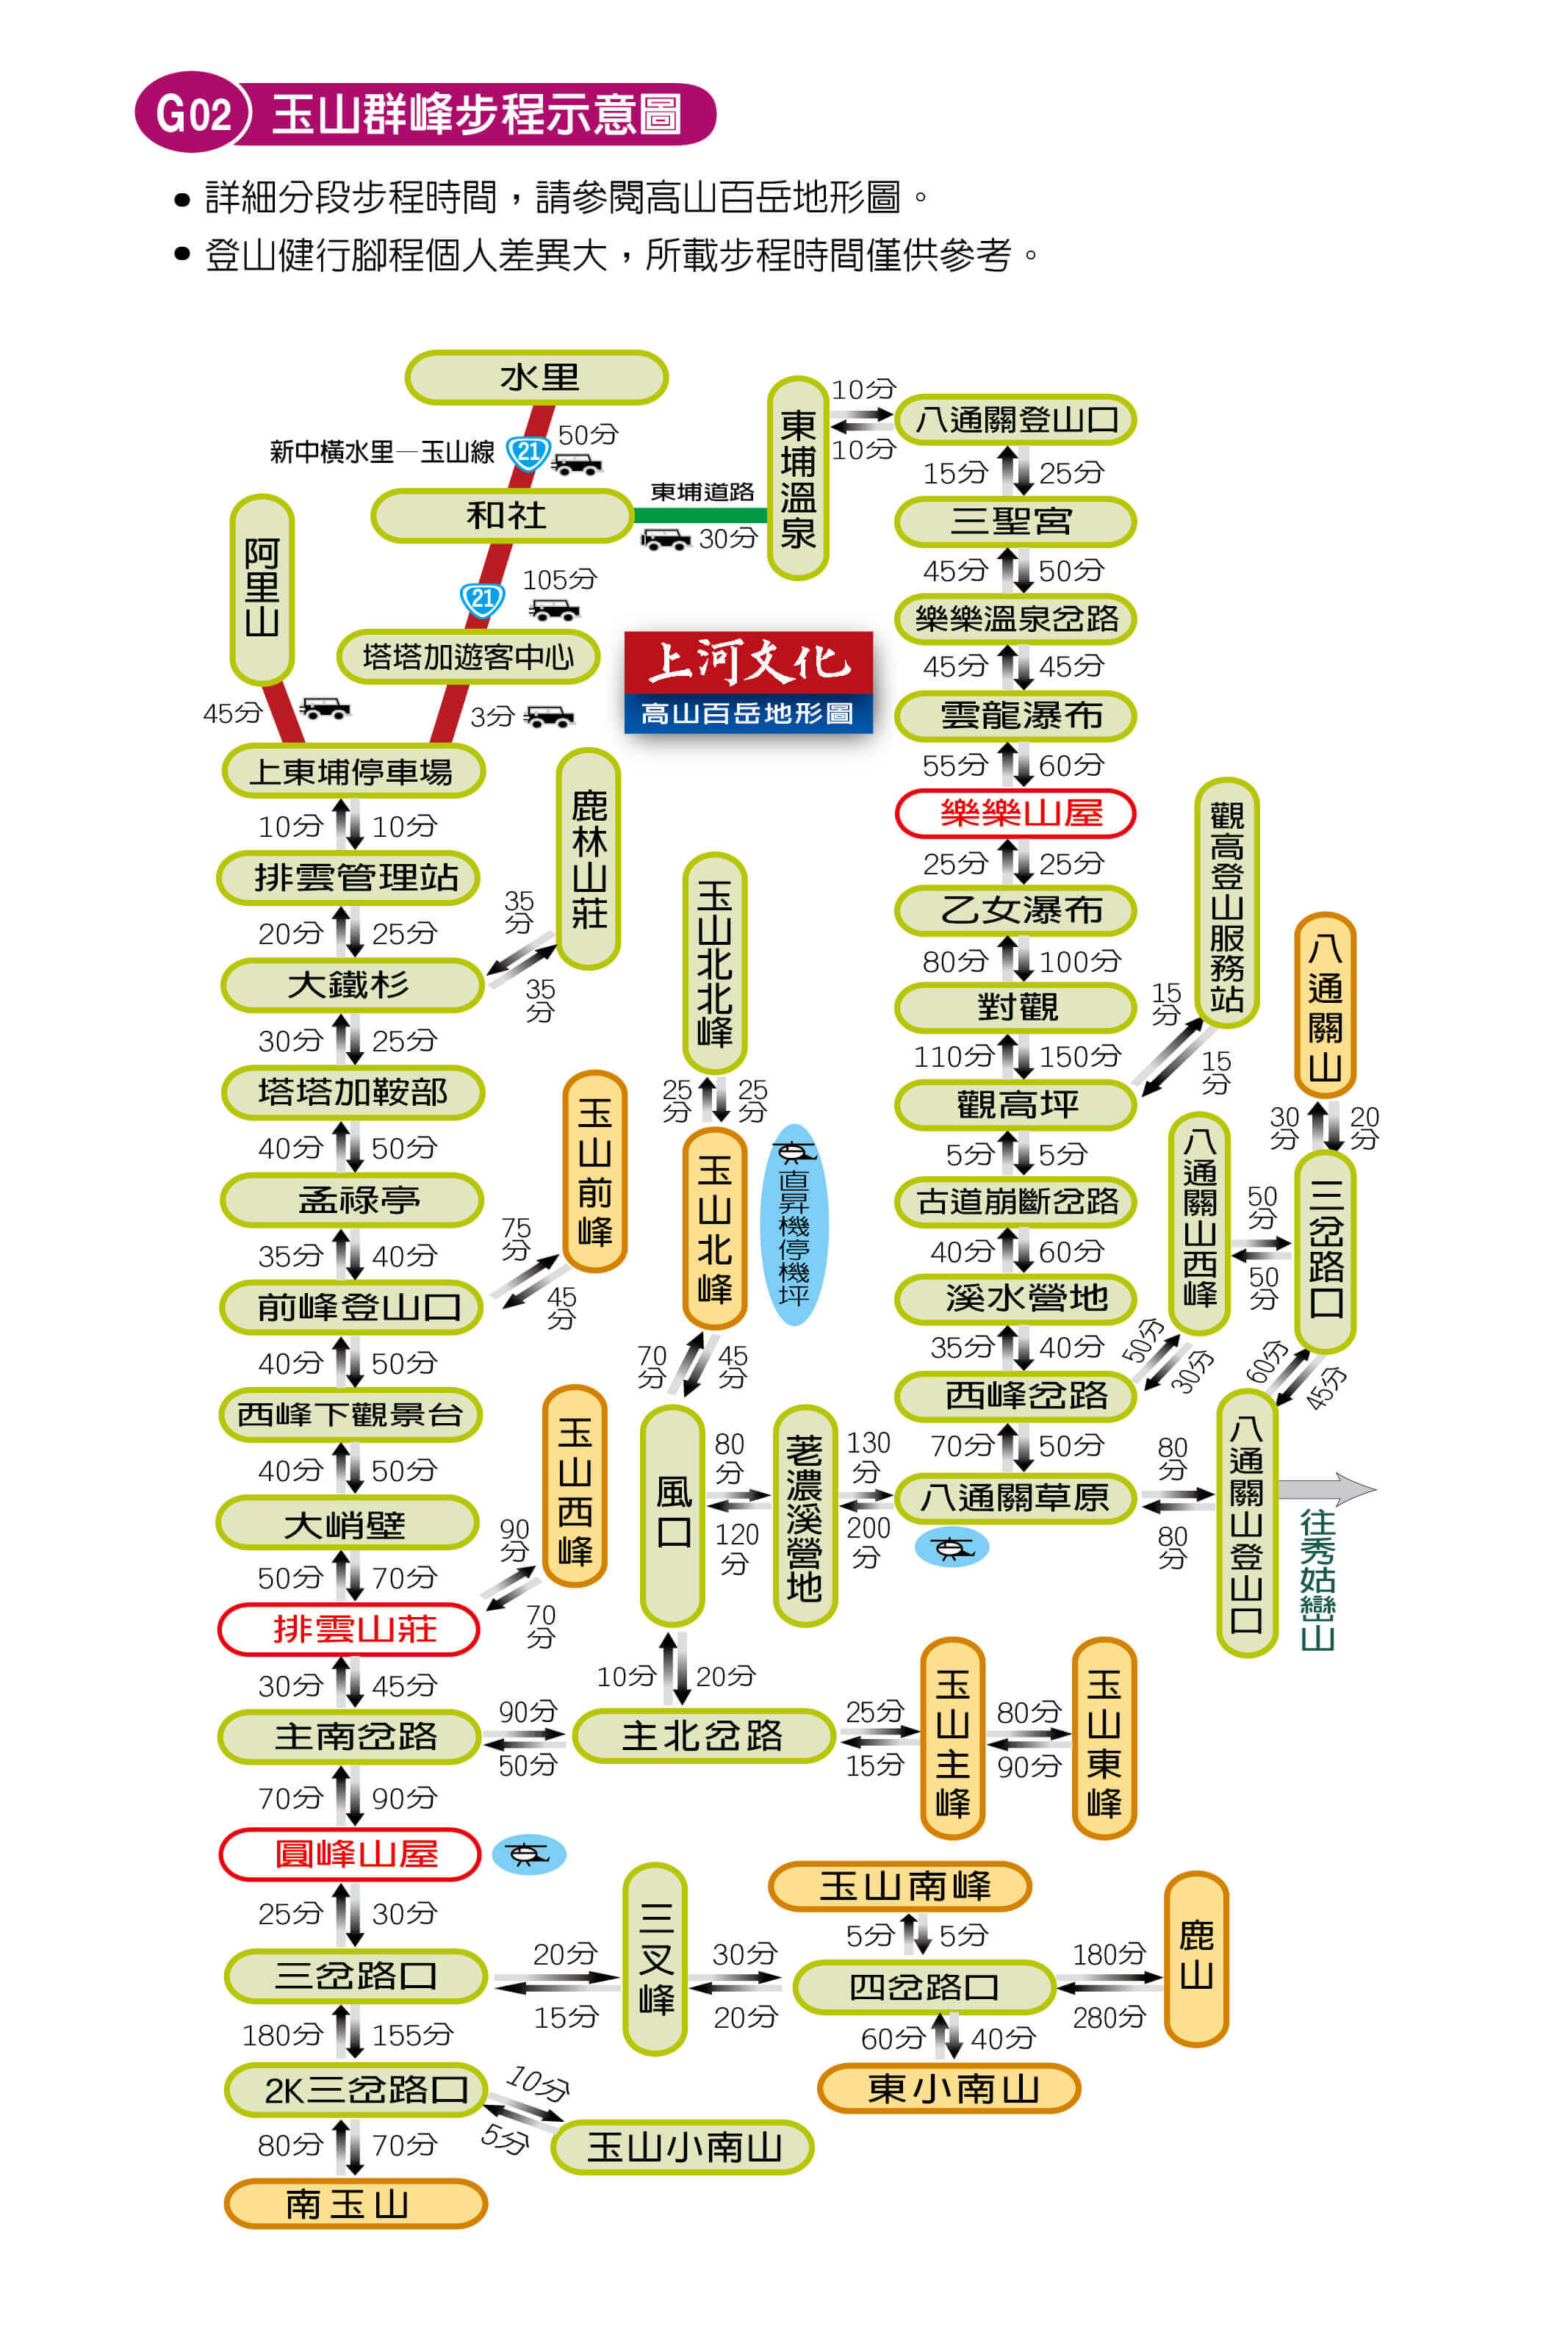 G02 玉山群峰步程示意圖
● 詳細分段步程時間，請參閱高山百岳地形圖。
● 登山健行腳程個人差異大，所載步程時間僅供參考。
水里
新中橫水里—玉山線
21
50分
和社
東埔道路
30分
東埔溫泉
21
105分
塔塔加遊客中心
3分
阿里山
45分
上河文化
高山百岳地形圖
上東埔停車場
10分 10分
排雲管理站
20分 25分
大鐵杉
35分
35分
鹿林山莊
30分 25分
塔塔加鞍部
40分 50分
孟祿亭
35分 40分
前峰登山口
75分
45分
玉山前峰
40分 50分
西峰下觀景台
40分 50分
大峭壁
50分 70分
排雲山莊
90分
70分
玉山西峰
30分 45分
主南岔路
90分
50分
主北岔路
70分 90分
圓峰山屋
25分 30分
三岔路口
20分
15分
三叉峰
30分
20分
四岔路口
180分
280分
鹿山
玉山南峰
5分 5分
60分 40分
東小南山
180分 155分
2K三岔路口
10分
5分
玉山小南山
80分 70分
南玉山
玉山北北峰
25分 25分
玉山北峰
直昇機停機坪
70分 45分
風口
10分 20分
80分
120分
荖濃溪營地
130分
200分
25分
15分
玉山主峰
80分
90分
玉山東峰
10分
10分
八通關登山口
15分 25分
三聖宮
45分 50分
樂樂溫泉岔路
45分 45分
雲龍瀑布
55分 60分
樂樂山屋
25分 25分
乙女瀑布
80分 100分
對觀
110分 150分
觀高坪
15分
15分
觀高登山服務站
5分 5分
古道崩斷岔路
40分 60分
溪水營地
35分 40分
西峰岔路
50分
30分
八通關山西峰
50分
50分
三岔路口
30分 20分
八通關山
70分 50分
八通關草原
80分
80分
八通關山登山口
60分
45分
往秀姑巒山